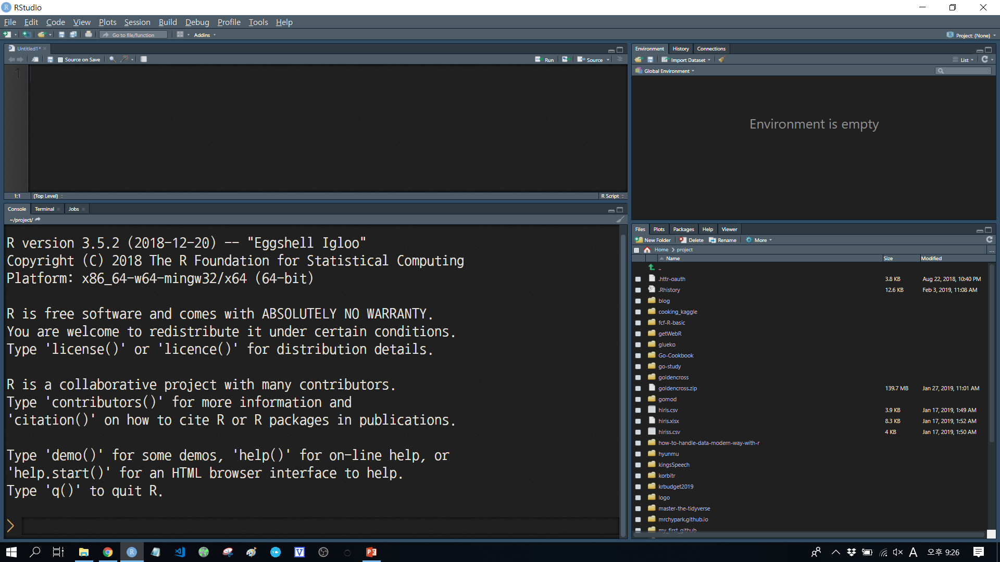 RStudio
File Edit Code View Plots Session Build Debug Profile Tools Help
Go to file/function Addins Project: (None)
Untitled1*
Source on Save Run Source
1
1:1 (Top Level) R Script
Console Terminal Jobs
~/project/
R version 3.5.2 (2018-12-20) -- "Eggshell Igloo"
Copyright (C) 2018 The R Foundation for Statistical Computing
Platform: x86_64-w64-mingw32/x64 (64-bit)
R is free software and comes with ABSOLUTELY NO WARRANTY.
You are welcome to redistribute it under certain conditions.
Type 'license()' or 'licence()' for distribution details.
R is a collaborative project with many contributors.
Type 'contributors()' for more information and
'citation()' on how to cite R or R packages in publications.
Type 'demo()' for some demos, 'help()' for on-line help, or
'help.start()' for an HTML browser interface to help.
Type 'q()' to quit R.
>
Environment History Connections
Import Dataset List
Global Environment
Environment is empty
Files Plots Packages Help Viewer
New Folder Delete Rename More
Home project ...
Name Size Modified
..
.httr-oauth 3.8 KB Aug 22, 2018, 10:40 PM
.Rhistory 12.6 KB Feb 3, 2019, 11:08 AM
blog
cooking_kaggle
fcf-R-basic
getWebR
glueko
Go-Cookbook
go-study
goldencross
goldencross.zip 139.7 MB Jan 27, 2019, 11:01 AM
gomod
hiris.csv 3.9 KB Jan 17, 2019, 1:49 AM
hiris.xlsx 8.3 KB Jan 17, 2019, 1:52 AM
hiriss.csv 4 KB Jan 17, 2019, 1:50 AM
how-to-handle-data-modern-way-with-r
hyunmu
kingsSpeech
korbitr
krbudget2019
logo
master-the-tidyverse
mrchypark.github.io
my_first_github
A 오후 9:26